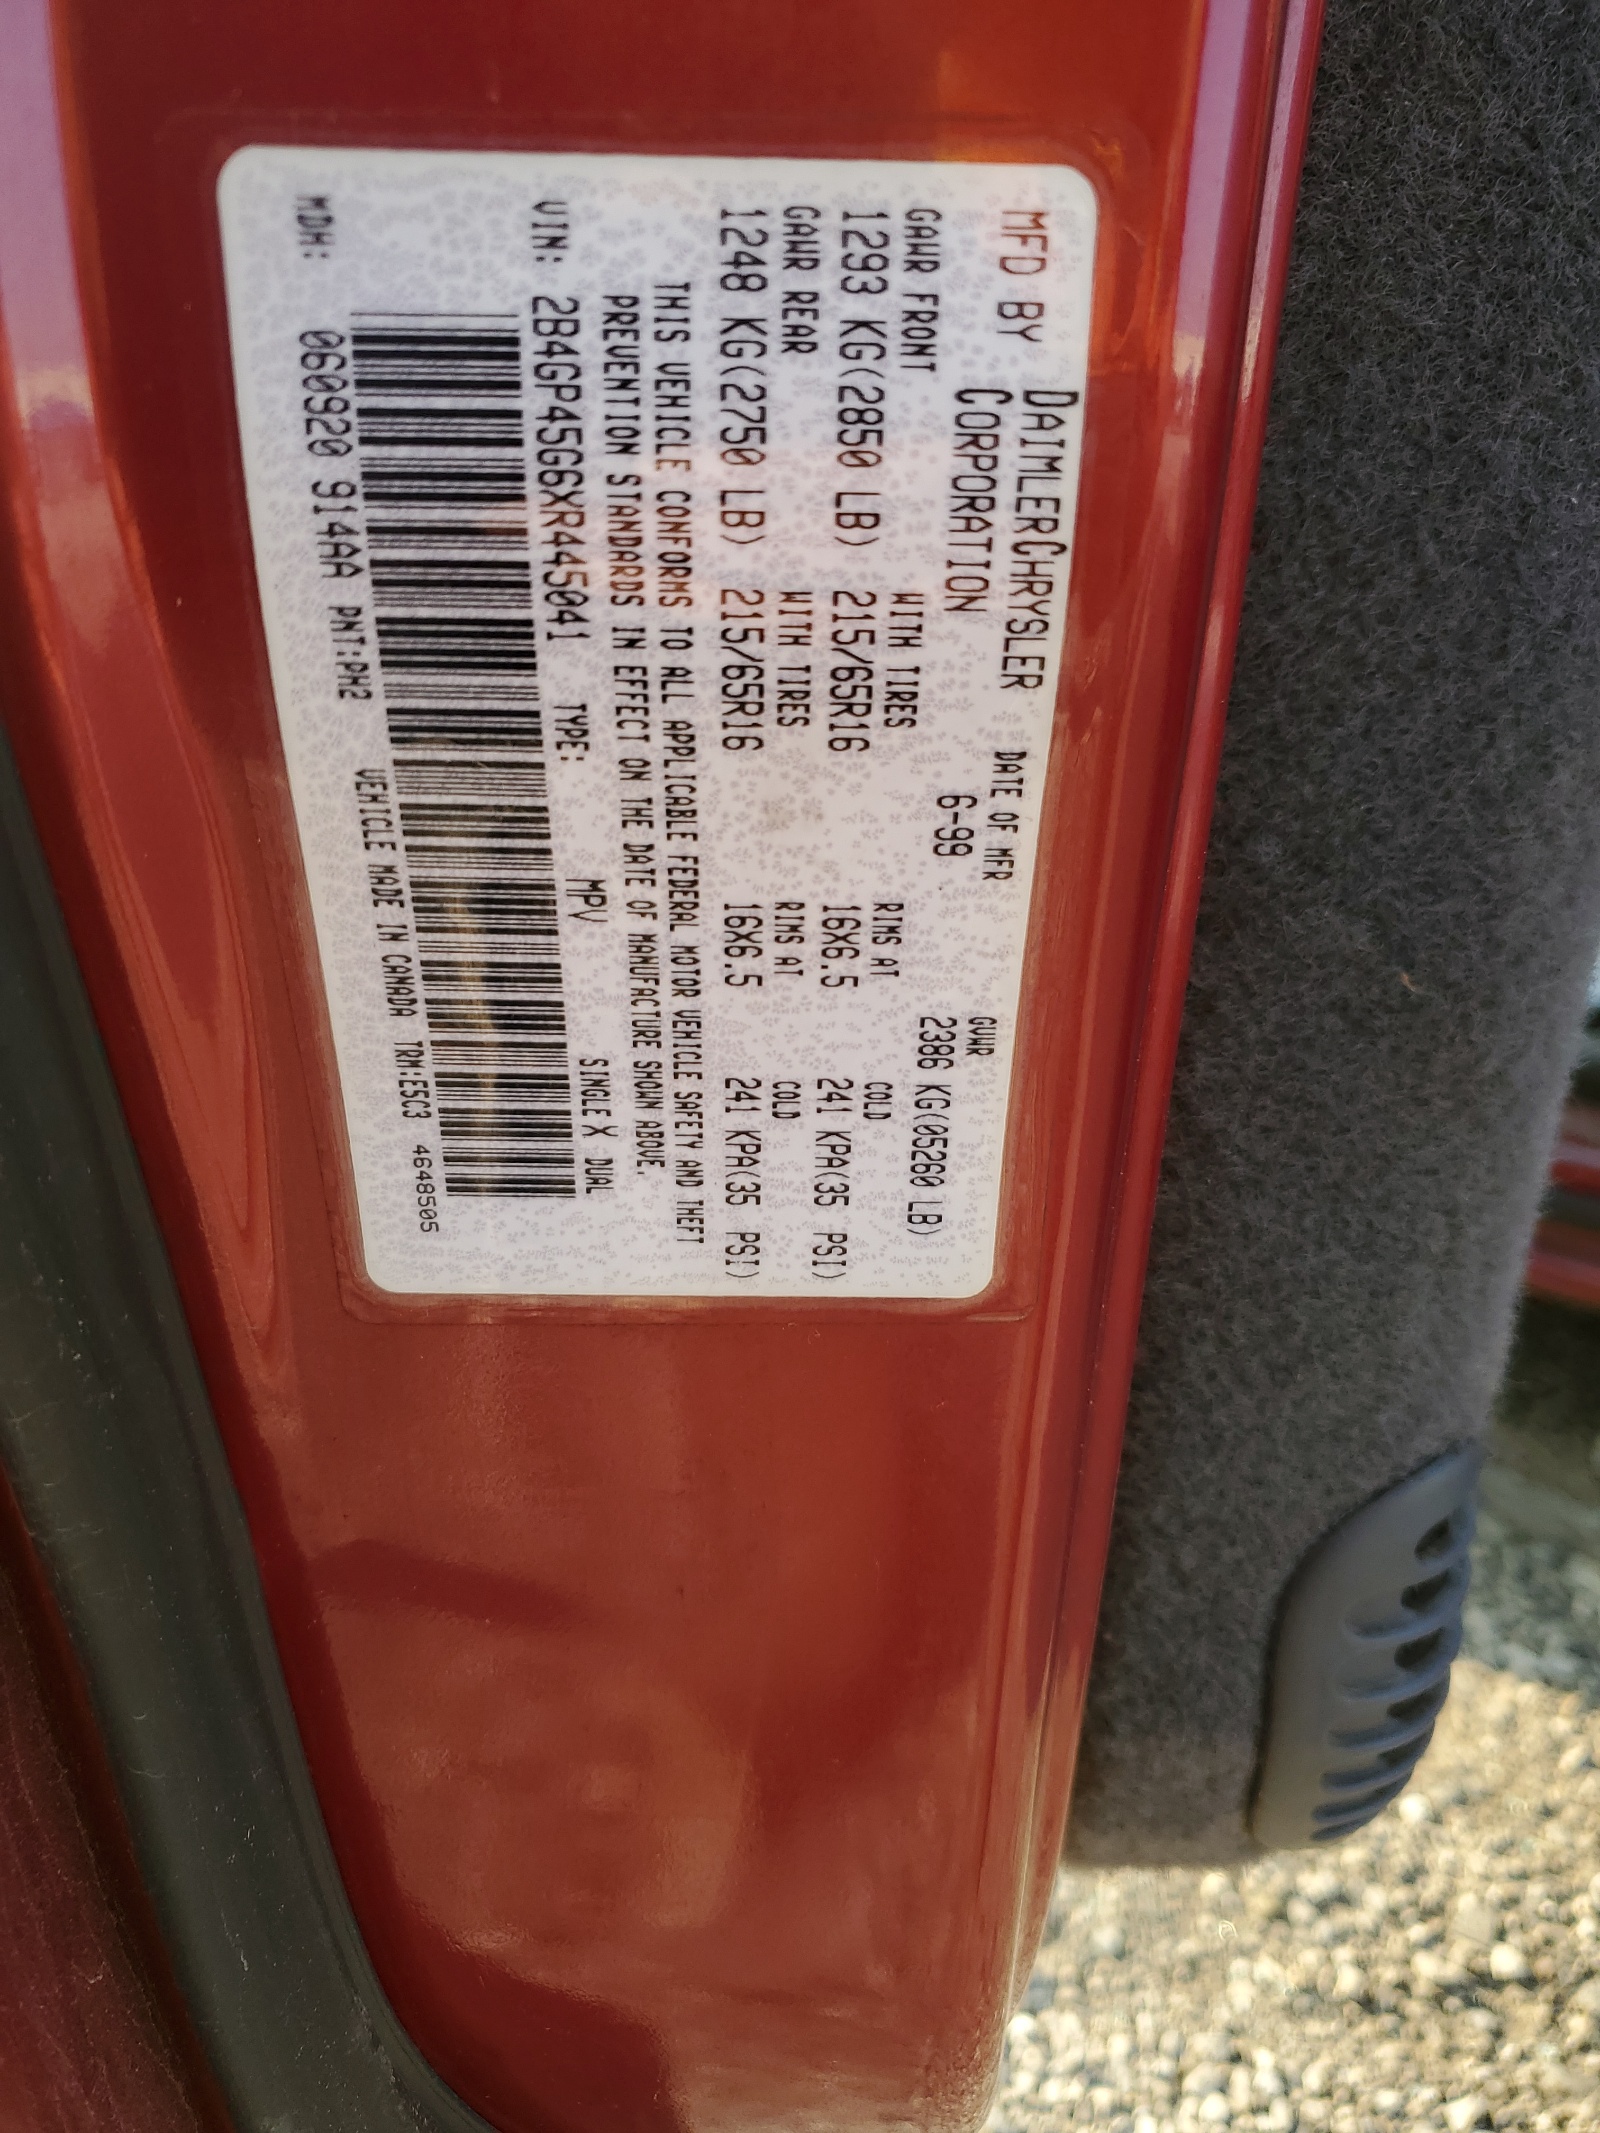 MFD BY DAIMLERCHRYSLER CORPORATION
DATE OF MFR
6-99
GVWR
2386 KG(05260 LB)
GAWR FRONT WITH TIRES RIMS AT COLD
1293 KG(2850 LB) 215/65R16 16X6.5 241 KPA(35 PSI)
GAWR REAR WITH TIRES RIMS AT COLD
1248 KG(2750 LB) 215/65R16 16X6.5 241 KPA(35 PSI)
THIS VEHICLE CONFORMS TO ALL APPLICABLE FEDERAL MOTOR VEHICLE SAFETY AND THEFT
PREVENTION STANDARDS IN EFFECT ON THE DATE OF MANUFACTURE SHOWN ABOVE.
VIN: 2B4GP45G6XR445041 TYPE: MPV SINGLE X DUAL
MDH: 060920 914AA PNT:PH2 VEHICLE MADE IN CANADA TRM:E5C3 4648505